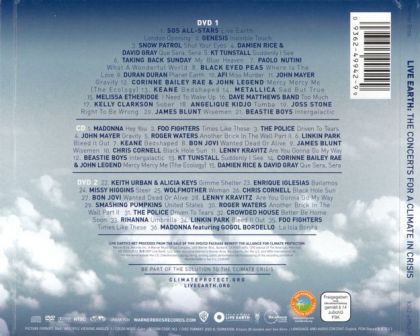 DVD 1
1. SOS ALL-STARS Live Earth
London Opening 2. GENESIS Invisible Touch
3. SNOW PATROL Shut Your Eyes 4. DAMIEN RICE &
DAVID GRAY Que Sera, Sera 5. KT TUNSTALL Suddenly I See
6. TAKING BACK SUNDAY My Blue Heaven 7. PAOLO NUTINI
What A Wonderful World 8. BLACK EYED PEAS Where Is The
Love 9. DURAN DURAN Planet Earth 10. AFI Miss Murder 11. JOHN MAYER
Gravity 12. CORINNE BAILEY RAE & JOHN LEGEND Mercy Mercy Me
(The Ecology) 13. KEANE Bedshaped 14. METALLICA Sad But True
15. MELISSA ETHERIDGE I Need To Wake Up 16. DAVE MATTHEWS BAND Too Much
17. KELLY CLARKSON Sober 18. ANGELIQUE KIDJO Tumba 19. JOSS STONE
Right To Be Wrong 20. JAMES BLUNT Wiseman 21. BEASTIE BOYS
Intergalactic
CD 1. MADONNA Hey You 2. FOO FIGHTERS Times Like These 3. THE POLICE Driven To Tears
4. JOHN MAYER Gravity 5. ROGER WATERS Another Brick In The Wall Part II 6. LINKIN PARK
Bleed It Out 7. KEANE Bedshaped 8. BON JOVI Wanted Dead Or Alive 9. JAMES BLUNT
Wisemen 10. CHRIS CORNELL Black Hole Sun 11. LENNY KRAVITZ Are You Gonna Go My Way
12. BEASTIE BOYS Intergalactic 13. KT TUNSTALL Suddenly I See 14. CORINNE BAILEY RAE
& JOHN LEGEND Mercy Mercy Me [The Ecology] 15. DAMIEN RICE & DAVID GRAY Que Sera, Sera
DVD 2 22. KEITH URBAN & ALICIA KEYS Gimme Shelter 23. ENRIQUE IGLESIAS Bailamos
24. MISSY HIGGINS Steer 25. WOLFMOTHER Woman 26. CHRIS CORNELL Black Hole Sun
27. BON JOVI Wanted Dead Or Alive 28. LENNY KRAVITZ Are You Gonna Go My Way
29. SMASHING PUMPKINS United States 30. ROGER WATERS Another Brick In The
Wall Part II 31. THE POLICE Driven To Tears 32. CROWDED HOUSE Better Be Home
Soon 33. RIHANNA Umbrella 34. LINKIN PARK Bleed It Out 35. FOO FIGHTERS
Times Like These 36. MADONNA featuring GOGOL BORDELLO La Isla Bonita
BE PART OF THE SOLUTION TO THE CLIMATE CRISIS
CLIMATEPROTECT.ORG
LIVEEARTH.ORG
LIVE EARTH: THE CONCERTS FOR A CLIMATE IN CRISIS
0 93624 99942 9